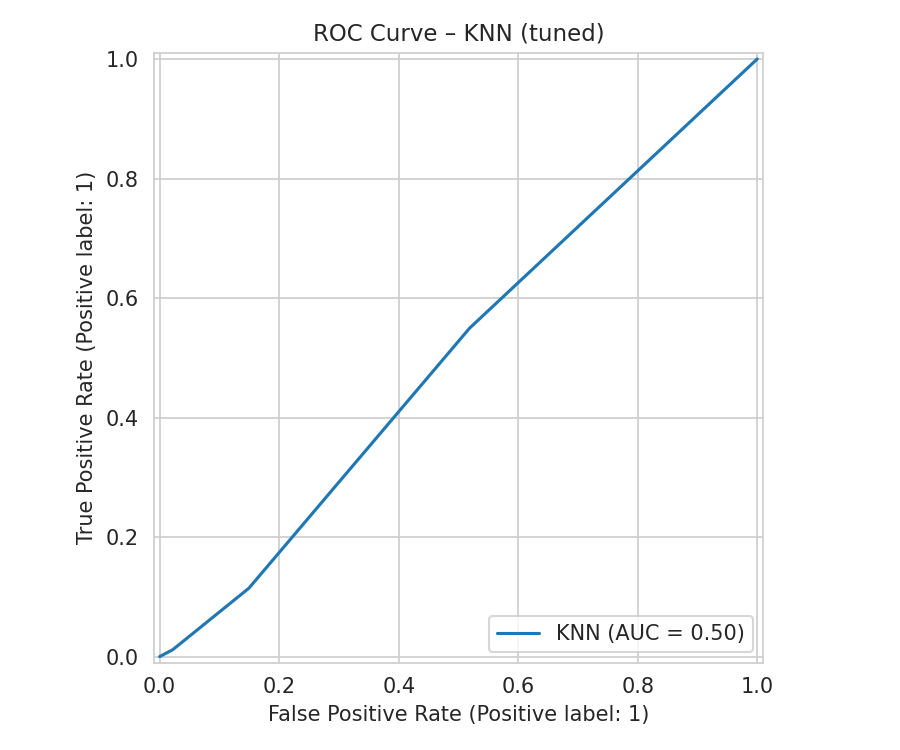 ROC Curve – KNN (tuned)
True Positive Rate (Positive label: 1)
1.0
0.8
0.6
0.4
0.2
0.0
KNN (AUC = 0.50)
0.0 0.2 0.4 0.6 0.8 1.0
False Positive Rate (Positive label: 1)